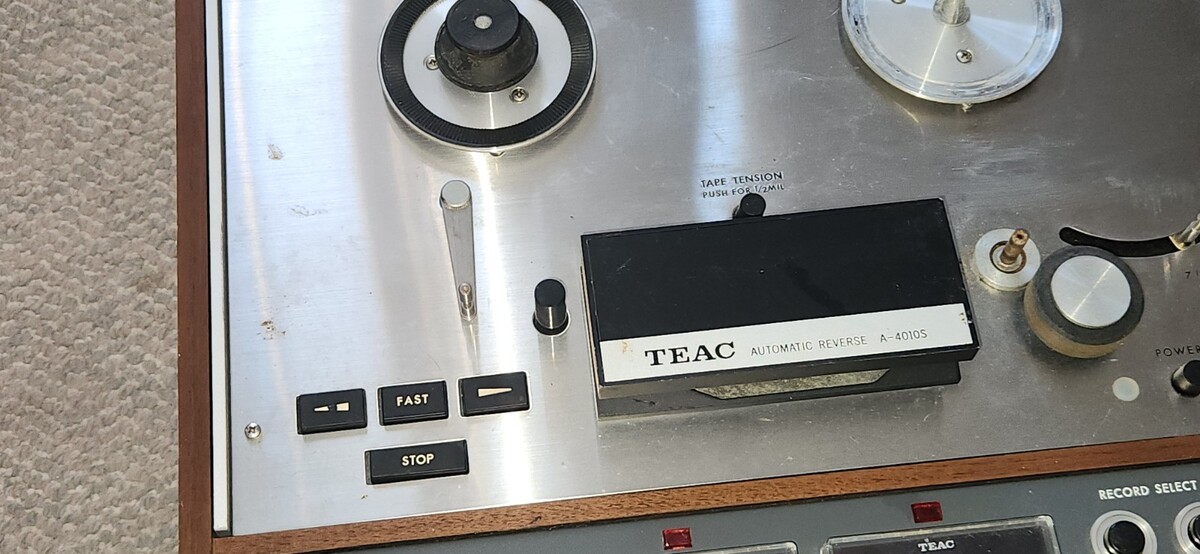 TAPE TENSION
PUSH FOR 1/2MIL
TEAC AUTOMATIC REVERSE A-4010S
FAST
STOP
POWER
RECORD SELECT
TEAC